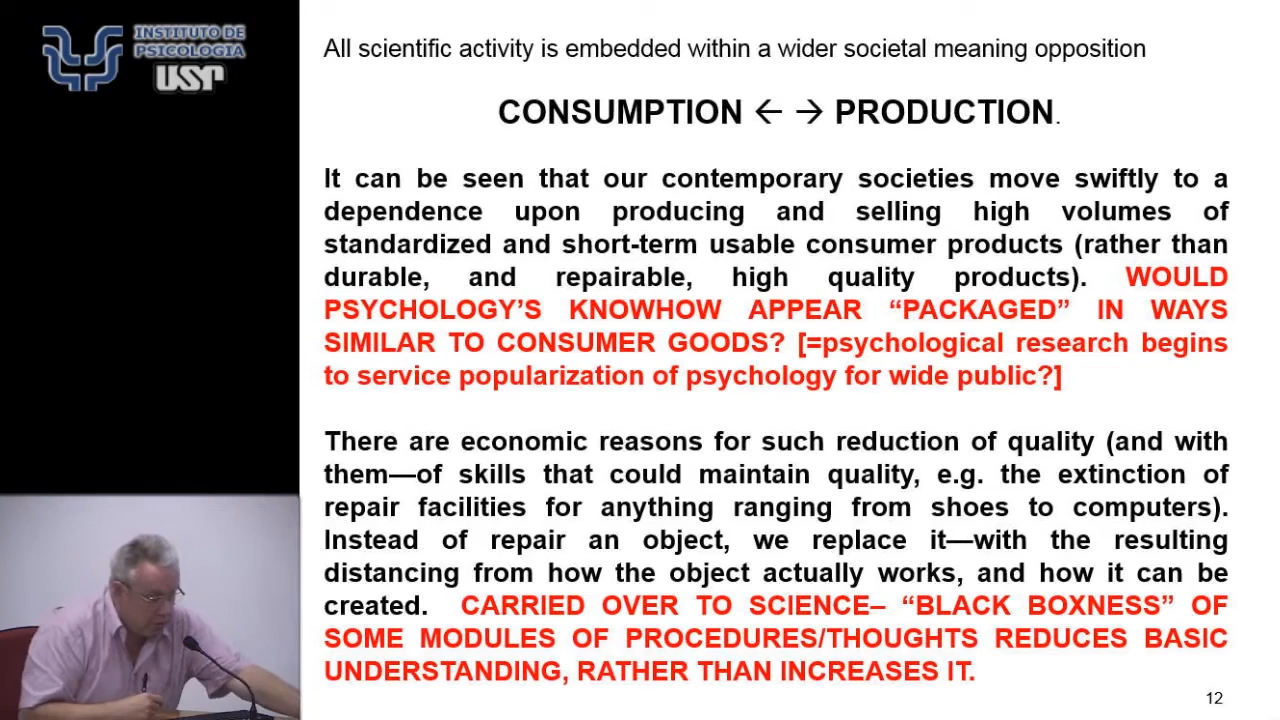 INSTITUTO DE
PSICOLOGIA
USP
All scientific activity is embedded within a wider societal meaning opposition
CONSUMPTION ← → PRODUCTION.
It can be seen that our contemporary societies move swiftly to a
dependence upon producing and selling high volumes of
standardized and short-term usable consumer products (rather than
durable, and repairable, high quality products). WOULD
PSYCHOLOGY’S KNOWHOW APPEAR “PACKAGED” IN WAYS
SIMILAR TO CONSUMER GOODS? [=psychological research begins
to service popularization of psychology for wide public?]
There are economic reasons for such reduction of quality (and with
them—of skills that could maintain quality, e.g. the extinction of
repair facilities for anything ranging from shoes to computers).
Instead of repair an object, we replace it—with the resulting
distancing from how the object actually works, and how it can be
created. CARRIED OVER TO SCIENCE– “BLACK BOXNESS” OF
SOME MODULES OF PROCEDURES/THOUGHTS REDUCES BASIC
UNDERSTANDING, RATHER THAN INCREASES IT.
12